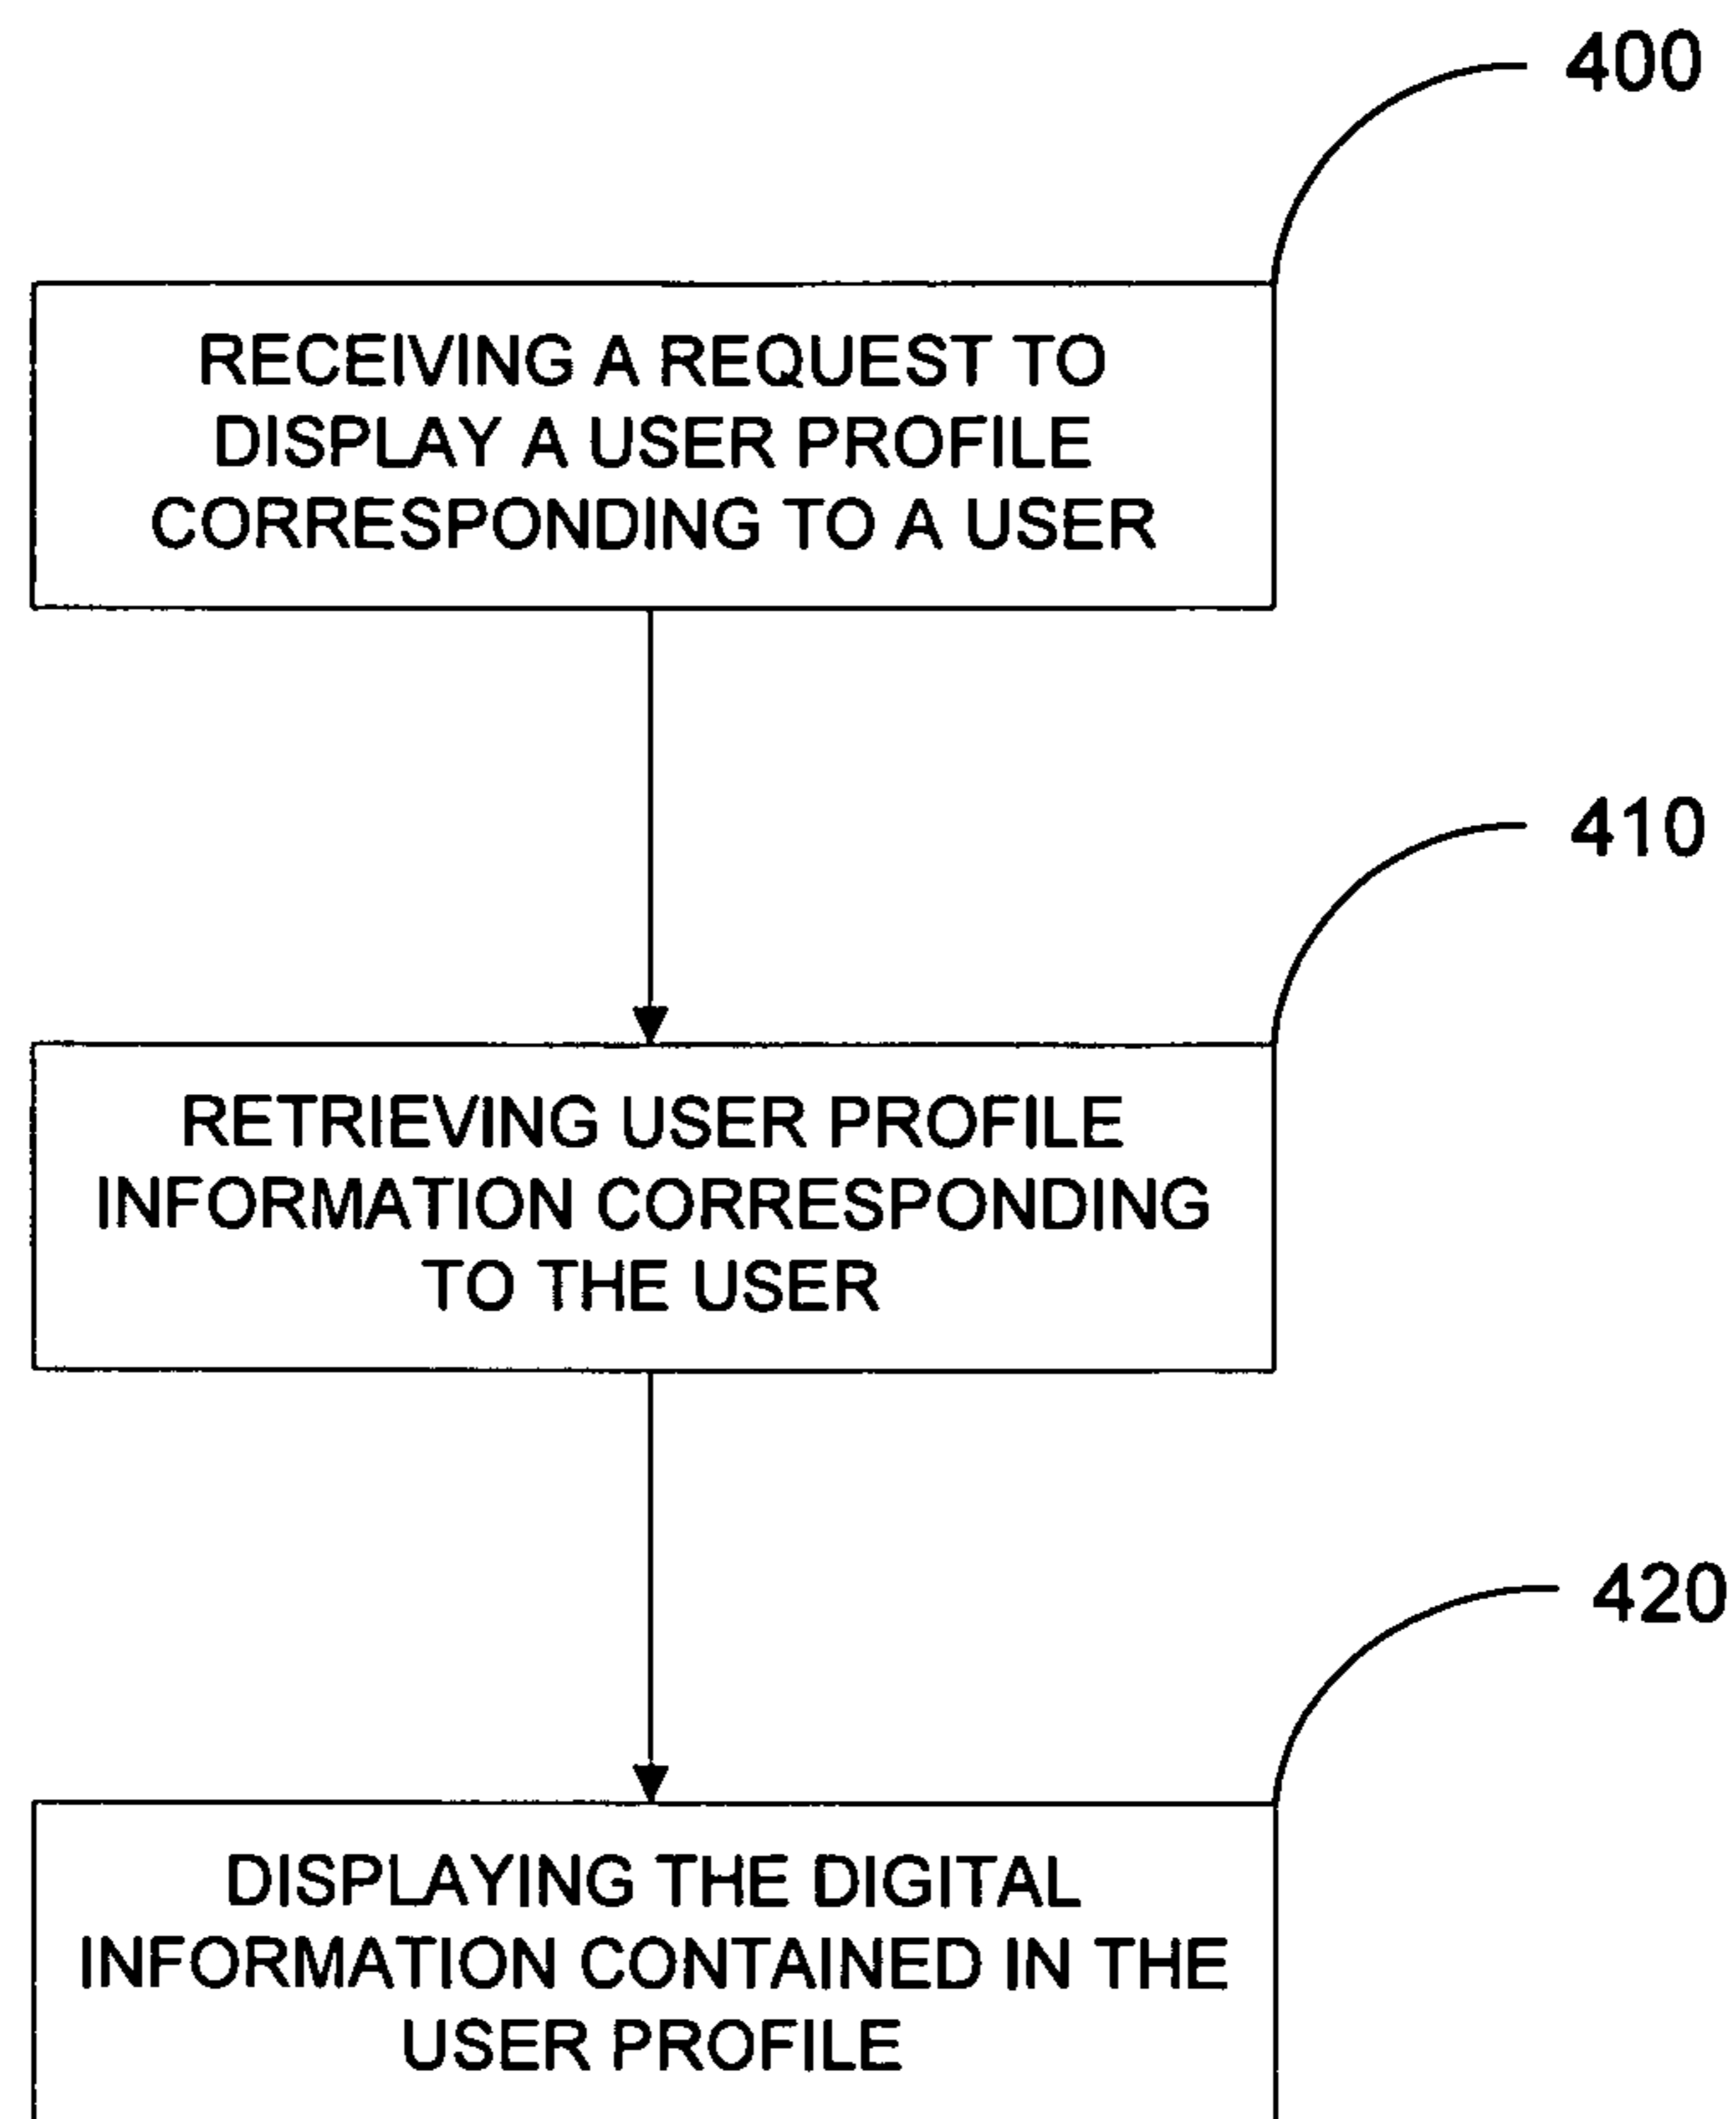 400
RECEIVING A REQUEST TO
DISPLAY A USER PROFILE
CORRESPONDING TO A USER
410
RETRIEVING USER PROFILE
INFORMATION CORRESPONDING
TO THE USER
420
DISPLAYING THE DIGITAL
INFORMATION CONTAINED IN THE
USER PROFILE